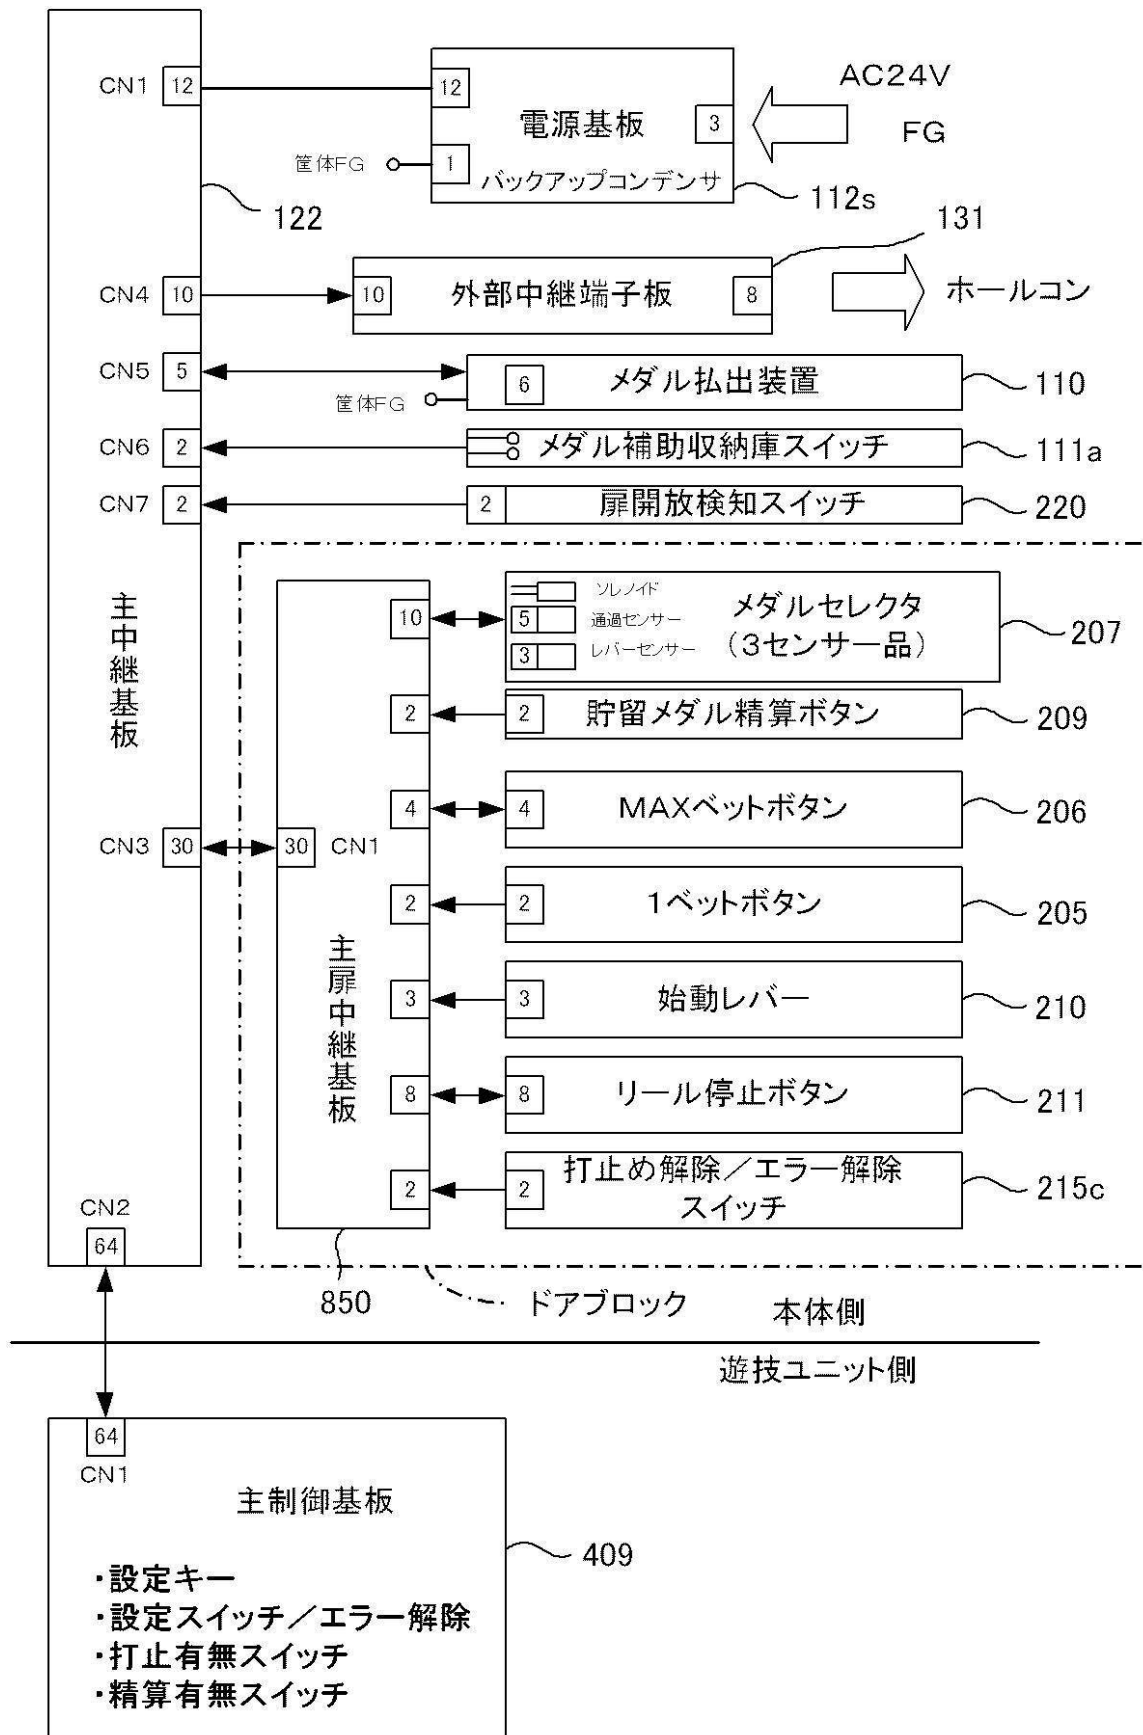 CN1 12
12
電源基板
3
AC24V
FG
筐体FG
1
バックアップコンデンサ
122
112s
131
CN4 10
10
外部中継端子板
8
ホールコン
CN5 5
6
メダル払出装置
110
筐体FG
CN6 2
メダル補助収納庫スイッチ
111a
CN7 2
2
扉開放検知スイッチ
220
主中継基板
10
ソレノイド
5
通過センサー
3
レバーセンサー
メダルセレクタ
(3センサー品)
207
2
2
貯留メダル精算ボタン
209
4
4
MAXベットボタン
206
CN3 30
30 CN1
2
2
1ベットボタン
205
主扉中継基板
3
3
始動レバー
210
8
8
リール停止ボタン
211
2
2
打止め解除/エラー解除
スイッチ
215c
CN2
64
850
ドアブロック
本体側
遊技ユニット側
64
CN1
主制御基板
409
・設定キー
・設定スイッチ/エラー解除
・打止有無スイッチ
・精算有無スイッチ